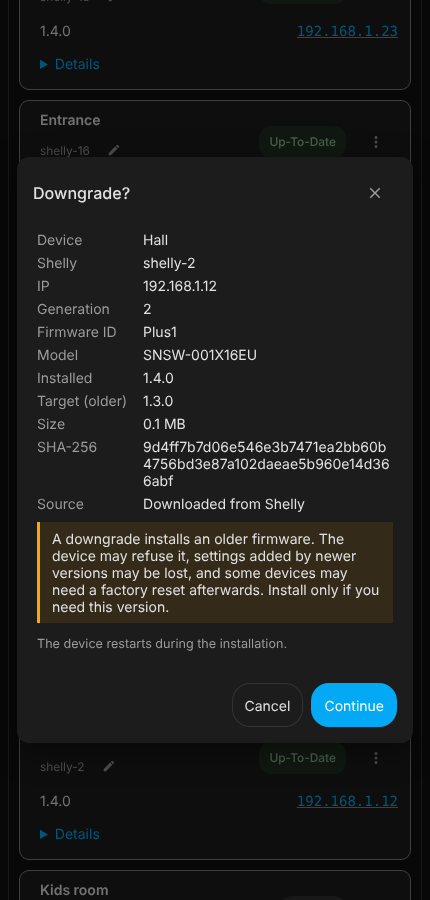 1.4.0 192.168.1.23
Details
Entrance
shelly-16 Up-To-Date
Downgrade?
Device Hall
Shelly shelly-2
IP 192.168.1.12
Generation 2
Firmware ID Plus1
Model SNSW-001X16EU
Installed 1.4.0
Target (older) 1.3.0
Size 0.1 MB
SHA-256 9d4ff7b7d06e546e3b7471ea2bb60b
4756bd3e87a102daeae5b960e14d36
6abf
Source Downloaded from Shelly
A downgrade installs an older firmware. The
device may refuse it, settings added by newer
versions may be lost, and some devices may
need a factory reset afterwards. Install only if you
need this version.
The device restarts during the installation.
Cancel Continue
shelly-2 Up-To-Date
1.4.0 192.168.1.12
Details
Kids room